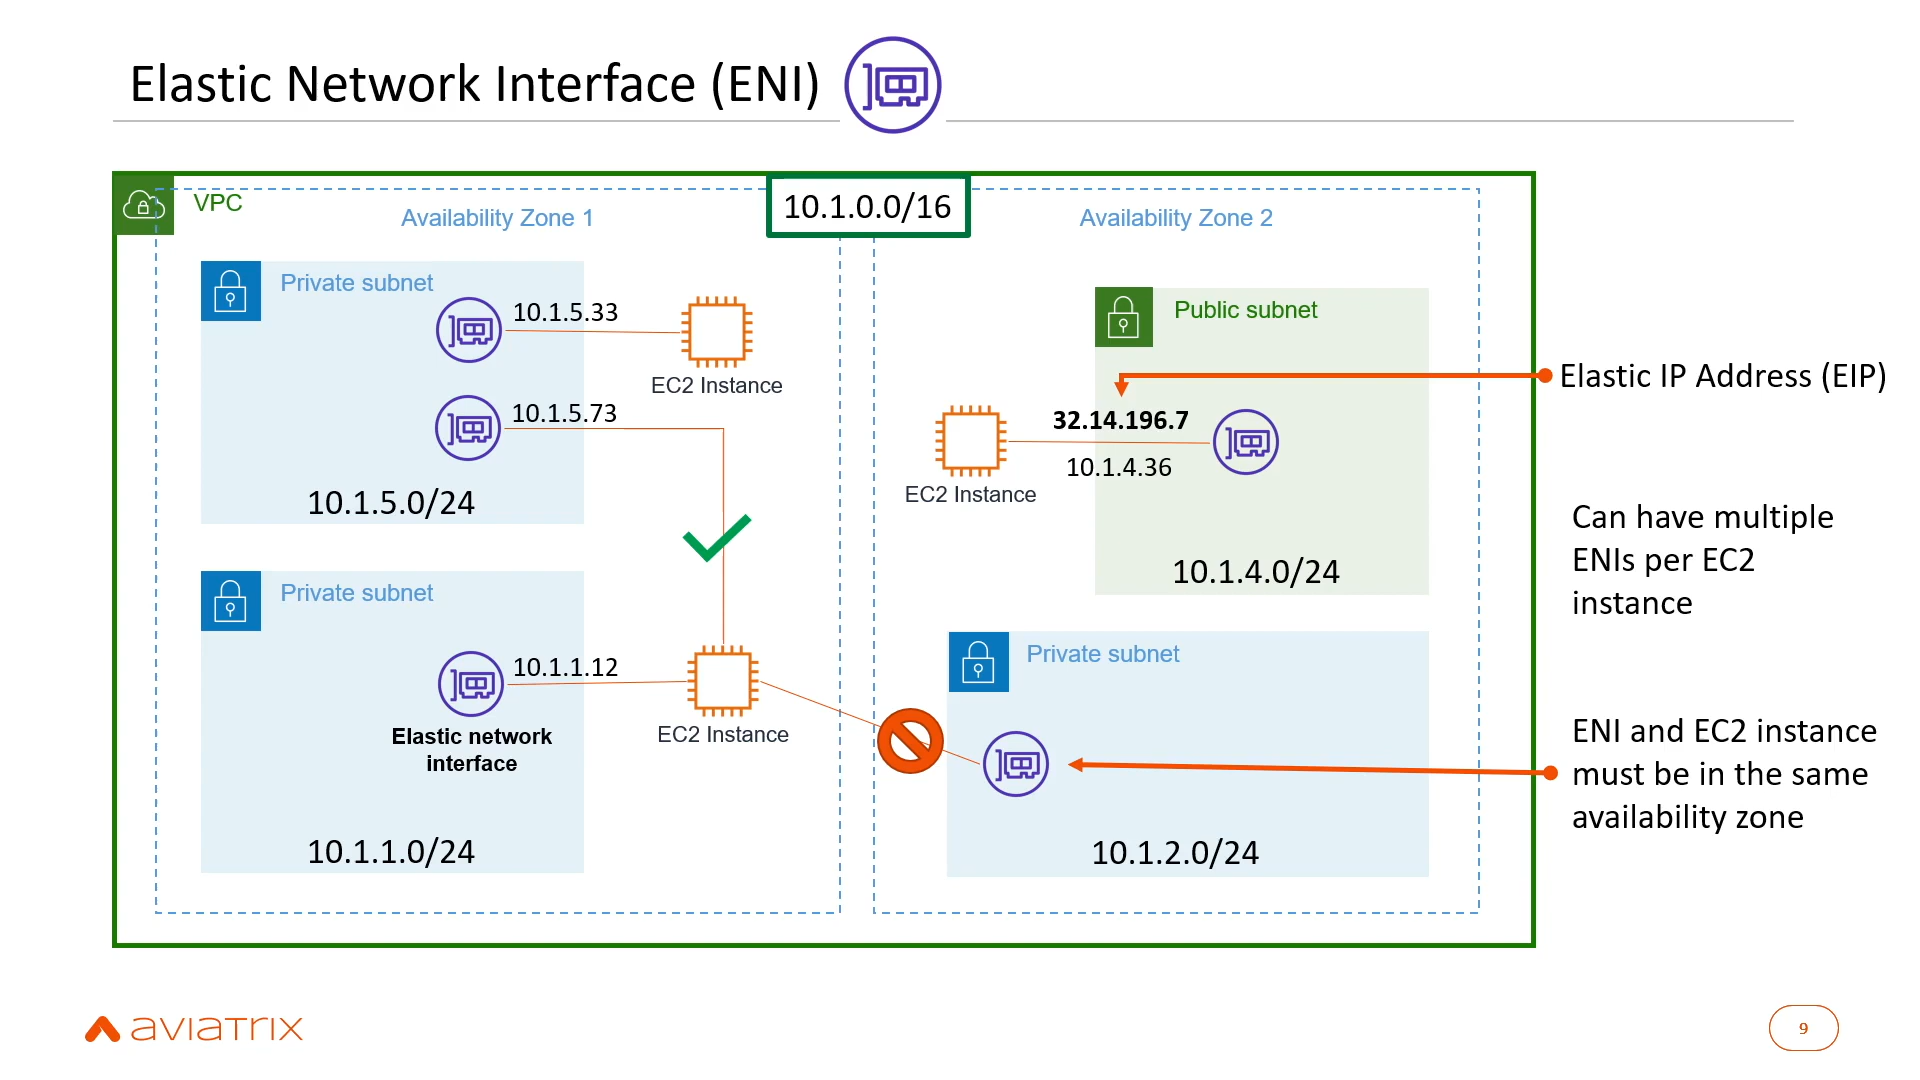 Elastic Network Interface (ENI)
VPC
10.1.0.0/16
Availability Zone 1
Availability Zone 2
Private subnet
10.1.5.33
EC2 Instance
10.1.5.73
10.1.5.0/24
Private subnet
10.1.1.12
Elastic network
interface
EC2 Instance
10.1.1.0/24
Public subnet
32.14.196.7
10.1.4.36
EC2 Instance
10.1.4.0/24
Private subnet
10.1.2.0/24
Elastic IP Address (EIP)
Can have multiple
ENIs per EC2
instance
ENI and EC2 instance
must be in the same
availability zone
aviatrix
9